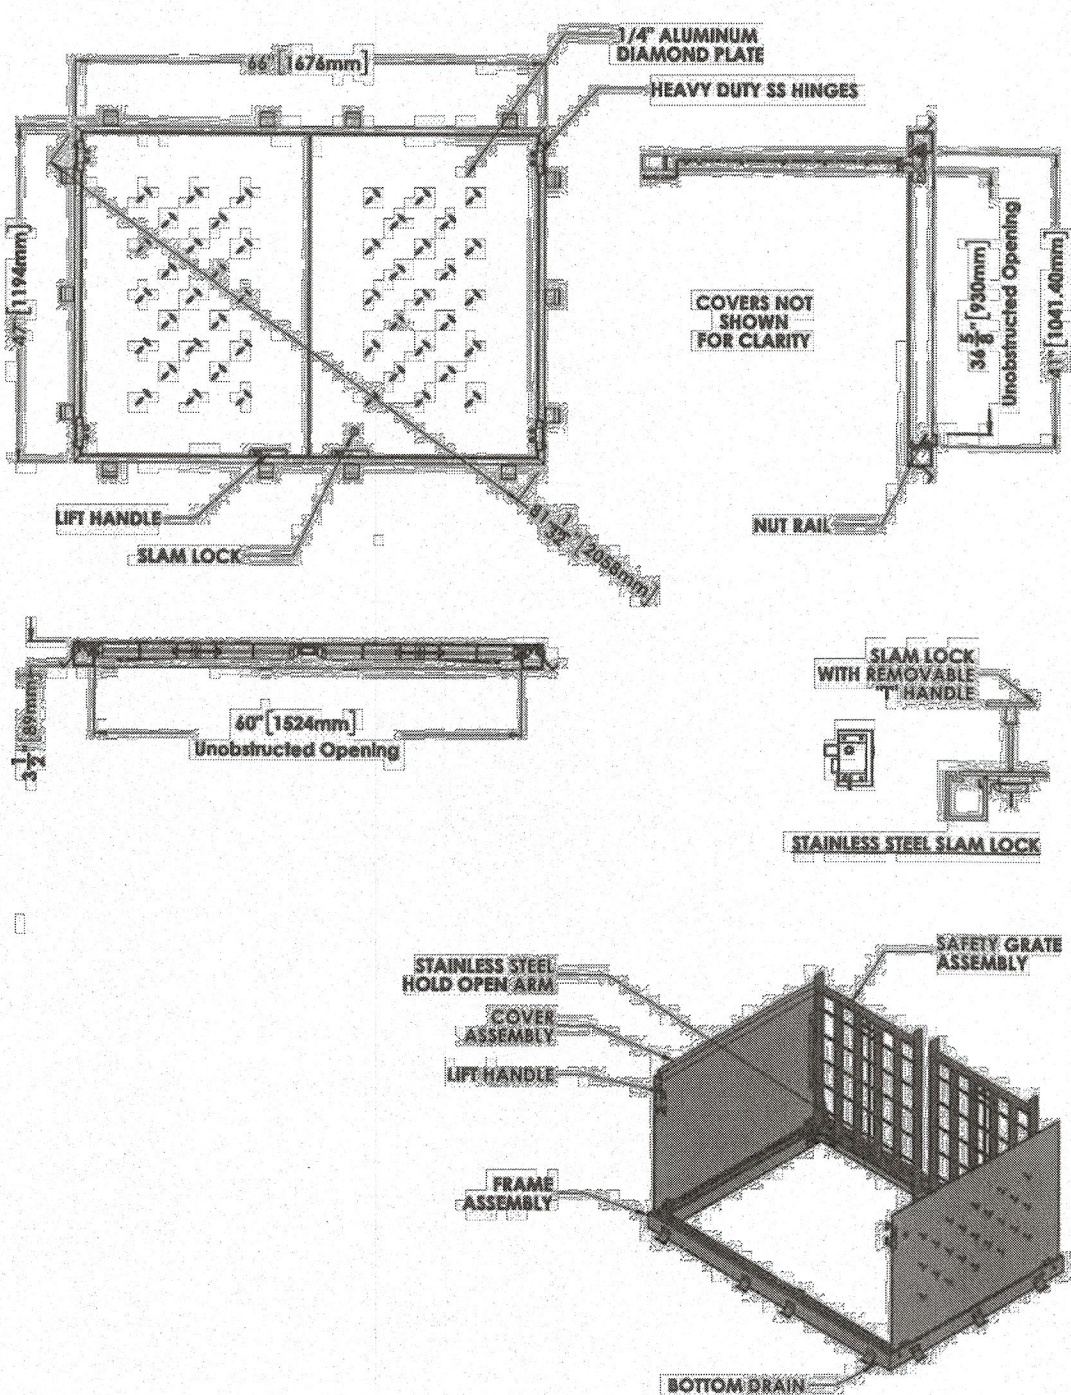 66" [1676mm]
1/4" ALUMINUM
DIAMOND PLATE
HEAVY DUTY SS HINGES
47" [1194mm]
COVERS NOT
SHOWN
FOR CLARITY
36 5/8" [930mm]
Unobstructed Opening
41" [1041.40mm]
LIFT HANDLE
SLAM LOCK
81 1/32" [2058mm]
NUT RAIL
3 1/2" [89mm]
60" [1524mm]
Unobstructed Opening
SLAM LOCK
WITH REMOVABLE
"T" HANDLE
STAINLESS STEEL SLAM LOCK
SAFETY GRATE
ASSEMBLY
STAINLESS STEEL
HOLD OPEN ARM
COVER
ASSEMBLY
LIFT HANDLE
FRAME
ASSEMBLY
BOTTOM DRAIN